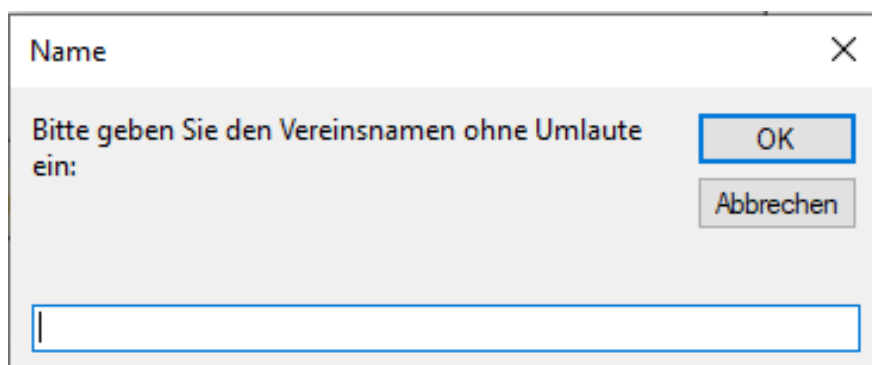 Name
Bitte geben Sie den Vereinsnamen ohne Umlaute
ein:
OK
Abbrechen